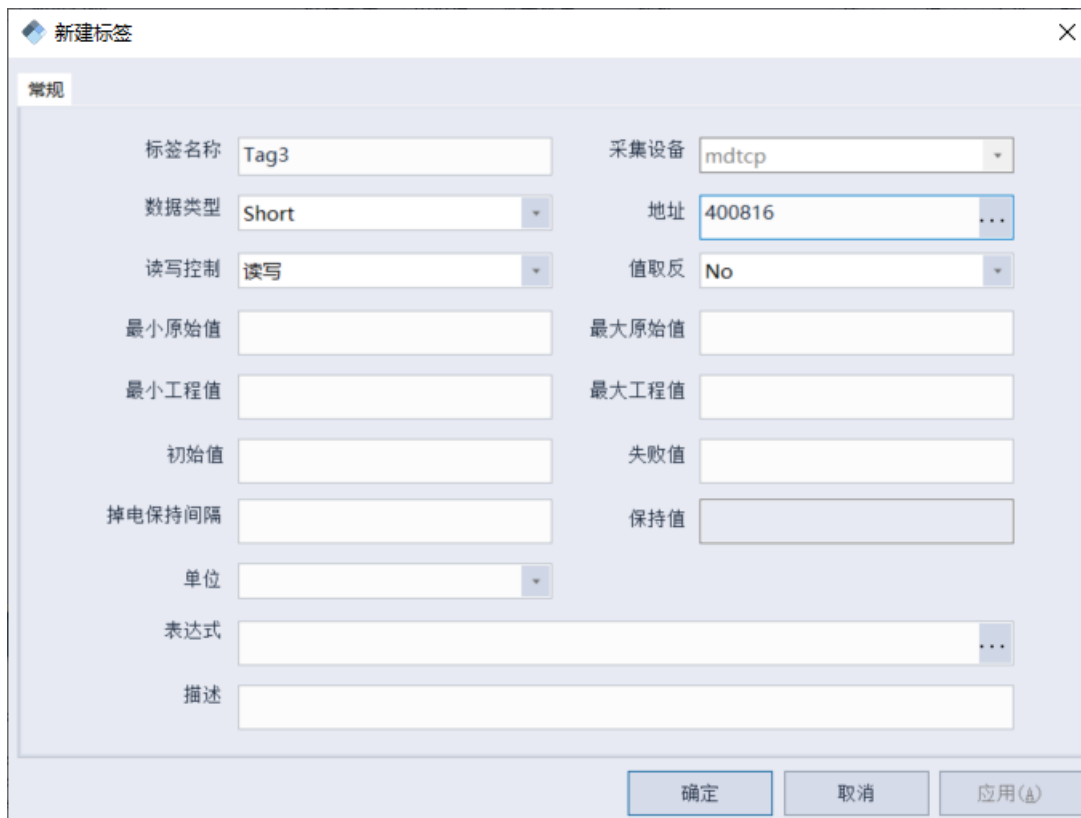 新建标签
常规
标签名称 Tag3 采集设备 mdtcp
数据类型 Short 地址 400816 ...
读写控制 读写 值取反 No
最小原始值 最大原始值
最小工程值 最大工程值
初始值 失败值
掉电保持间隔 保持值
单位
表达式 ...
描述
确定 取消 应用(A)